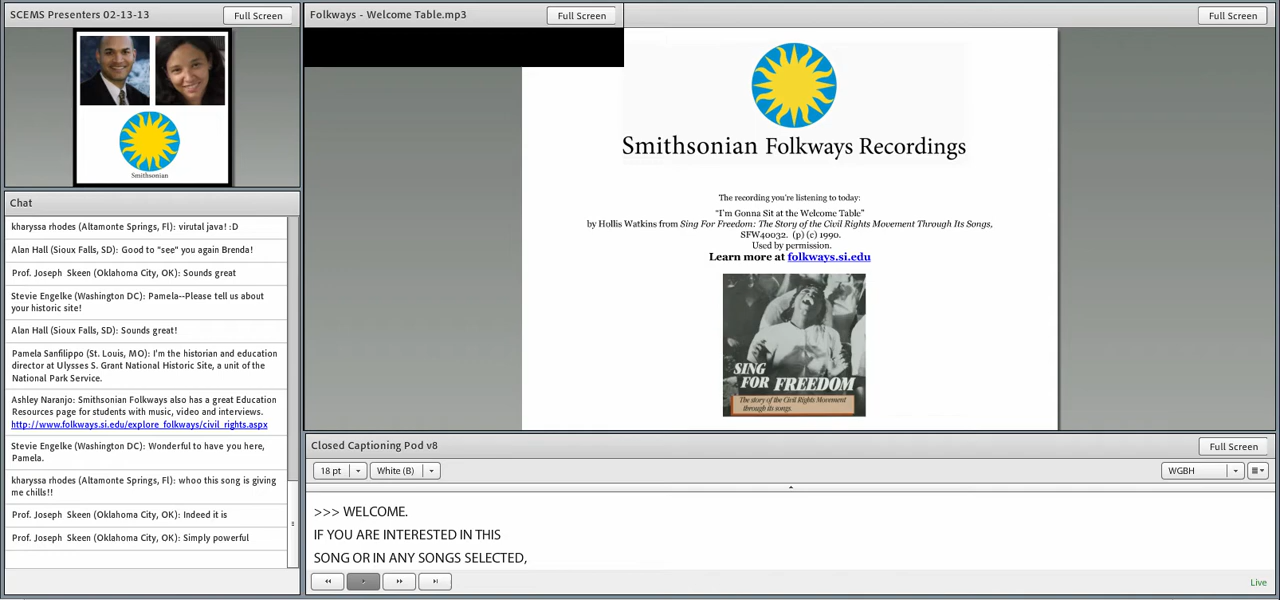 SCEMS Presenters 02-13-13
Full Screen
Smithsonian
Folkways - Welcome Table.mp3
Full Screen
Full Screen
Smithsonian Folkways Recordings
The recording you're listening to today:
"I'm Gonna Sit at the Welcome Table"
by Hollis Watkins from Sing For Freedom: The Story of the Civil Rights Movement Through Its Songs,
SFW40032. (p) (c) 1990.
Used by permission.
Learn more at folkways.si.edu
SING
FOR FREEDOM
The story of the Civil Rights Movement
through its songs
Chat
kharyssa rhodes (Altamonte Springs, Fl): virutal java! :D
Alan Hall (Sioux Falls, SD): Good to "see" you again Brenda!
Prof. Joseph Skeen (Oklahoma City, OK): Sounds great
Stevie Engelke (Washington DC): Pamela--Please tell us about
your historic site!
Alan Hall (Sioux Falls, SD): Sounds great!
Pamela Sanfilippo (St. Louis, MO): I'm the historian and education
director at Ulysses S. Grant National Historic Site, a unit of the
National Park Service.
Ashley Naranjo: Smithsonian Folkways also has a great Education
Resources page for students with music, video and interviews.
http://www.folkways.si.edu/explore_folkways/civil_rights.aspx
Stevie Engelke (Washington DC): Wonderful to have you here,
Pamela.
kharyssa rhodes (Altamonte Springs, Fl): whoo this song is giving
me chills!!
Prof. Joseph Skeen (Oklahoma City, OK): Indeed it is
Prof. Joseph Skeen (Oklahoma City, OK): Simply powerful
Closed Captioning Pod v8
Full Screen
18 pt
White (B)
WGBH
>>> WELCOME.
IF YOU ARE INTERESTED IN THIS
SONG OR IN ANY SONGS SELECTED,
Live